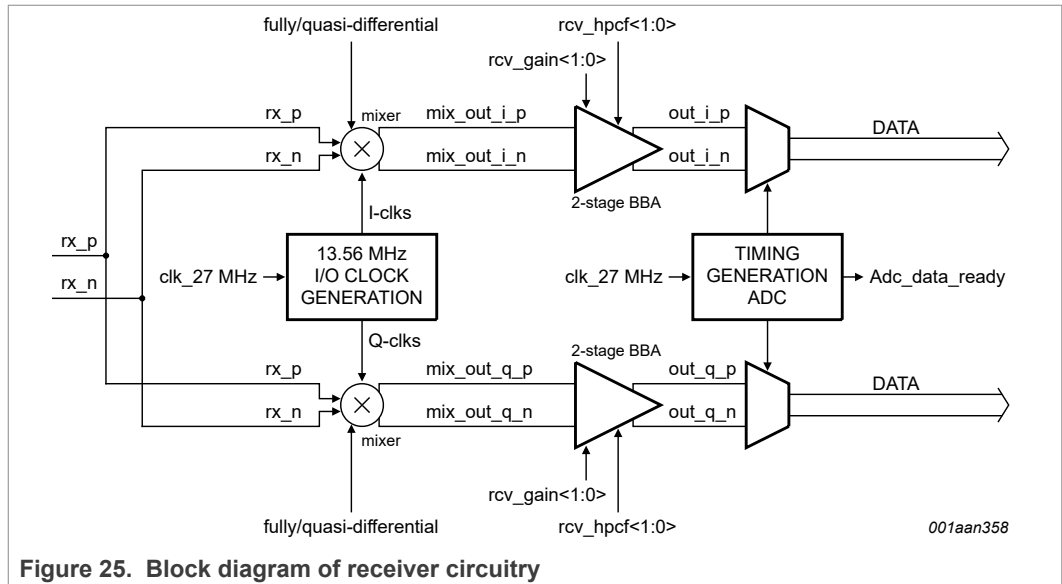 fully/quasi-differential
rcv_hpcf<1:0>
rcv_gain<1:0>
rx_p
mixer
mix_out_i_p
out_i_p
DATA
rx_n
mix_out_i_n
out_i_n
2-stage BBA
I-clks
rx_p
rx_n
clk_27 MHz
13.56 MHz
I/O CLOCK
GENERATION
clk_27 MHz
TIMING
GENERATION
ADC
Adc_data_ready
Q-clks
2-stage BBA
rx_p
mix_out_q_p
out_q_p
DATA
rx_n
mix_out_q_n
out_q_n
mixer
rcv_gain<1:0>
fully/quasi-differential
rcv_hpcf<1:0>
001aan358
Figure 25. Block diagram of receiver circuitry